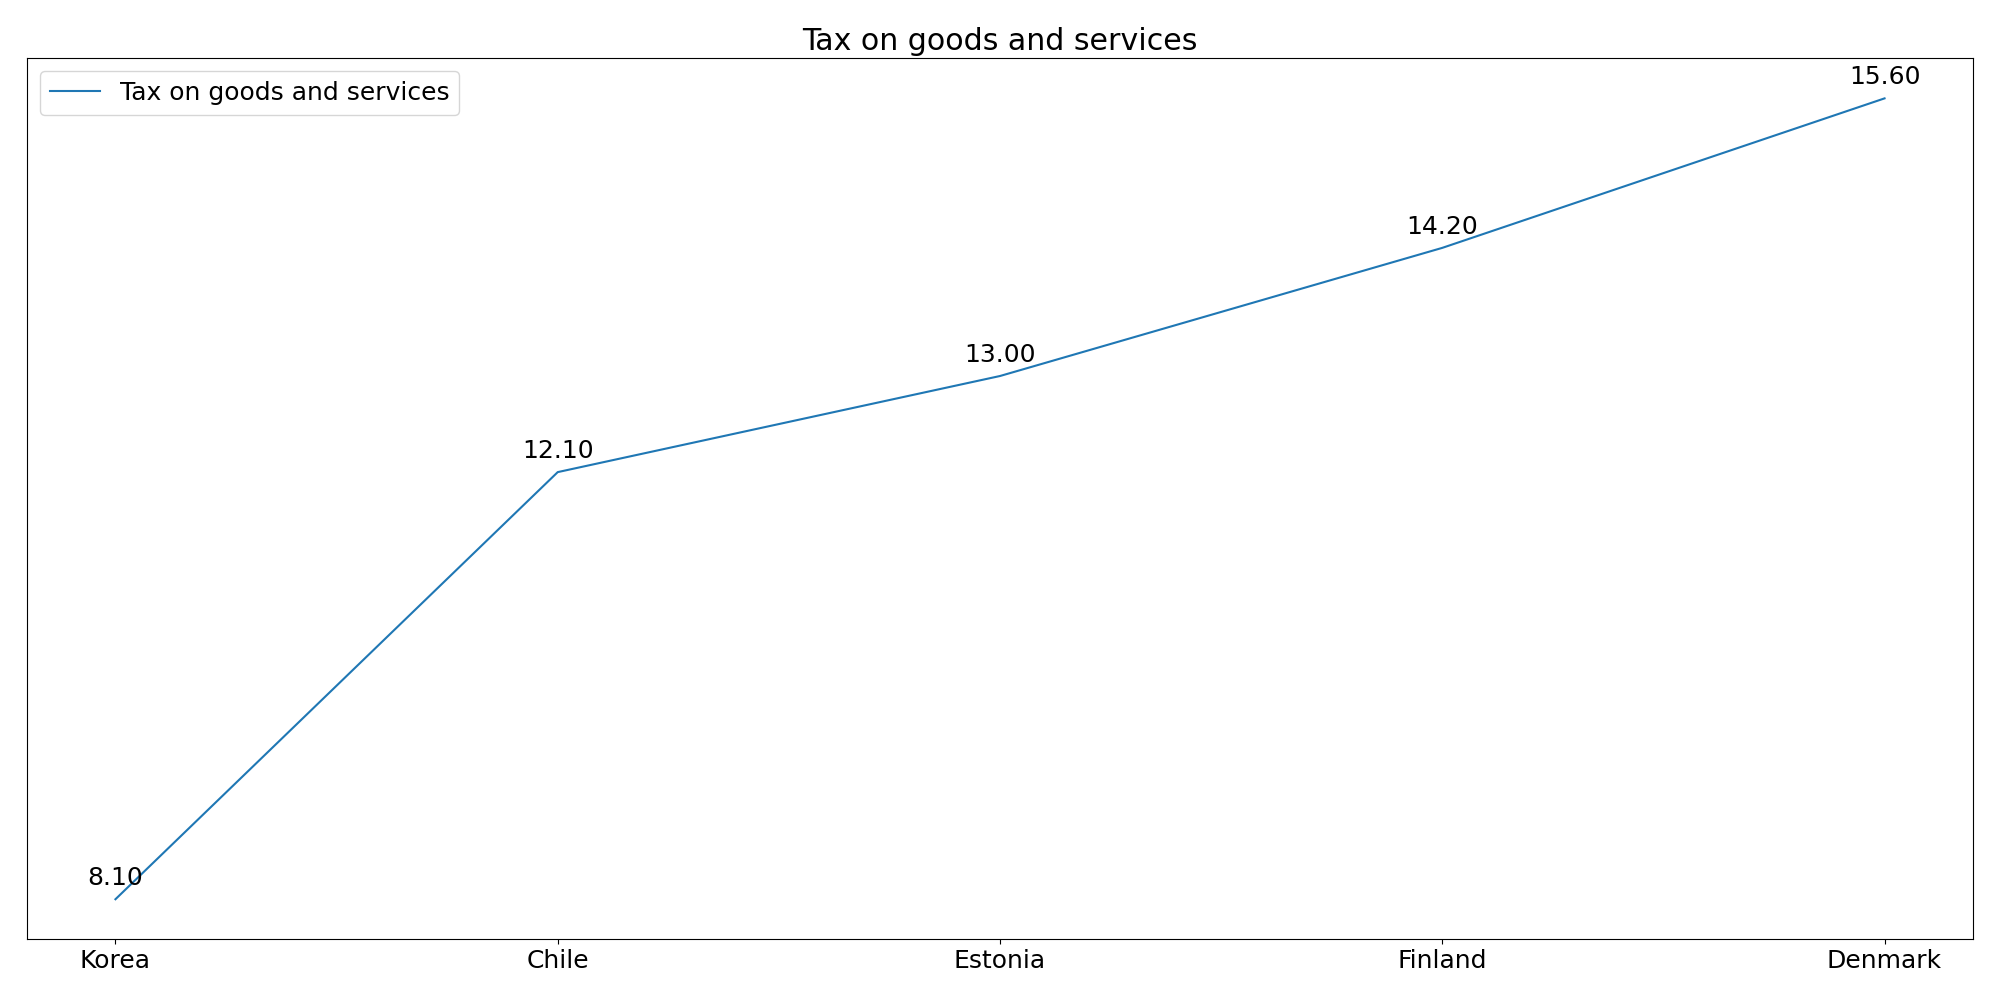 Tax on goods and services
Tax on goods and services
15.60
14.20
13.00
12.10
8.10
Korea Chile Estonia Finland Denmark